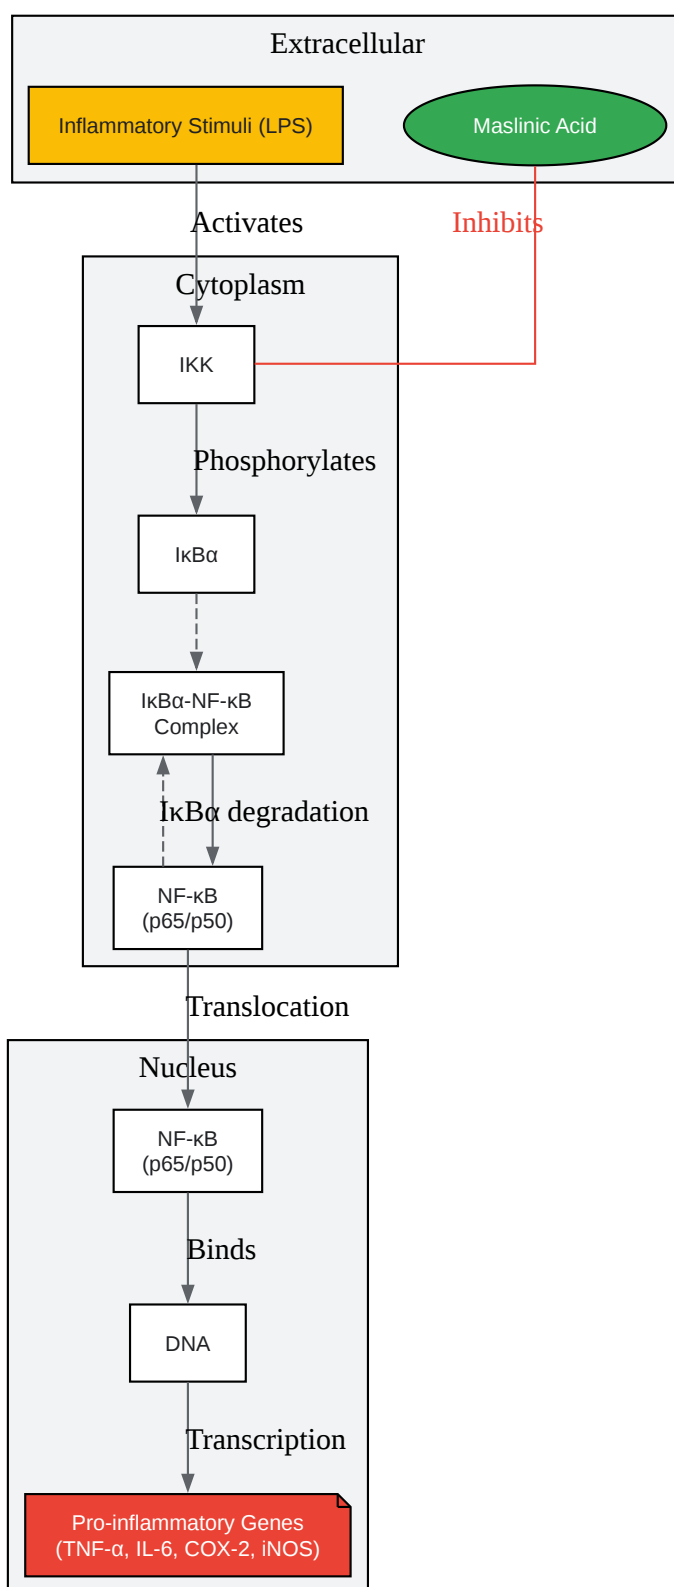 Extracellular
Inflammatory Stimuli (LPS)
Maslinic Acid
Activates
Inhibits
Cytoplasm
IKK
Phosphorylates
IκBα
IκBα-NF-κB
Complex
IκBα degradation
NF-κB
(p65/p50)
Translocation
Nucleus
NF-κB
(p65/p50)
Binds
DNA
Transcription
Pro-inflammatory Genes
(TNF-α, IL-6, COX-2, iNOS)